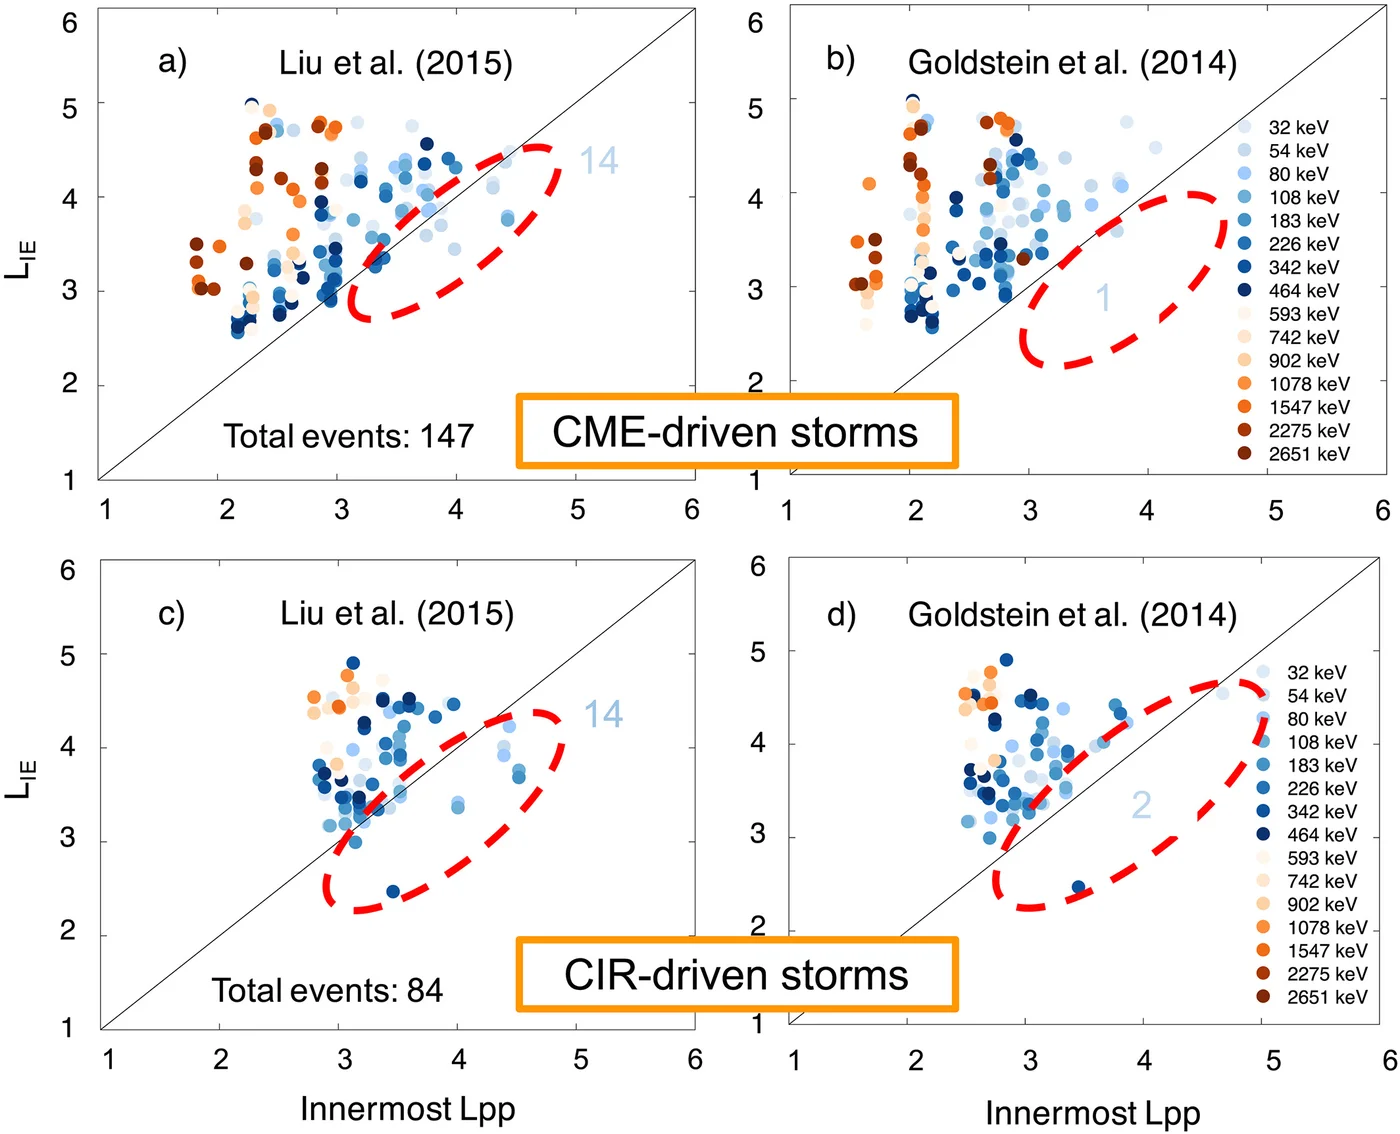 a)
Liu et al. (2015)
14
6
5
4
3
2
1
L_IE
Total events: 147
1 2 3 4 5 6
b)
Goldstein et al. (2014)
1
6
5
4
3
2
1
32 keV
54 keV
80 keV
108 keV
183 keV
226 keV
342 keV
464 keV
593 keV
742 keV
902 keV
1078 keV
1547 keV
2275 keV
2651 keV
1 2 3 4 5 6
CME-driven storms
c)
Liu et al. (2015)
14
6
5
4
3
2
1
L_IE
Total events: 84
1 2 3 4 5 6
Innermost Lpp
d)
Goldstein et al. (2014)
2
6
5
4
3
2
1
32 keV
54 keV
80 keV
108 keV
183 keV
226 keV
342 keV
464 keV
593 keV
742 keV
902 keV
1078 keV
1547 keV
2275 keV
2651 keV
1 2 3 4 5 6
Innermost Lpp
CIR-driven storms